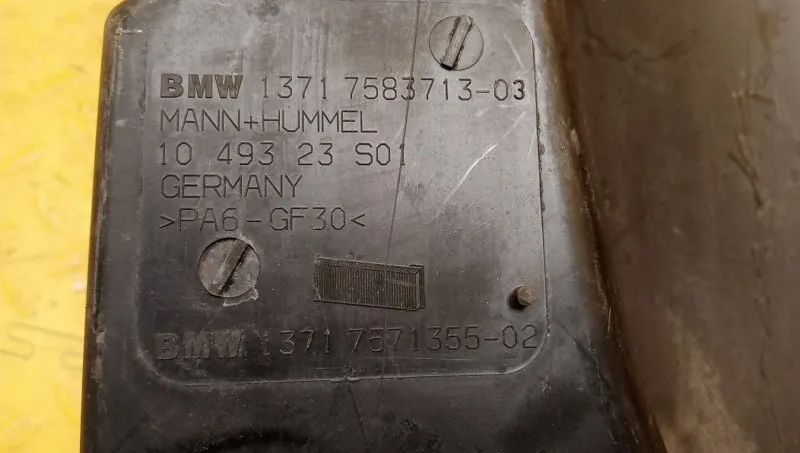 BMW 1371 7583713-03
MANN+HUMMEL
10 493 23 S01
GERMANY
>PA6-GF30<
BMW 1371 7571355-02